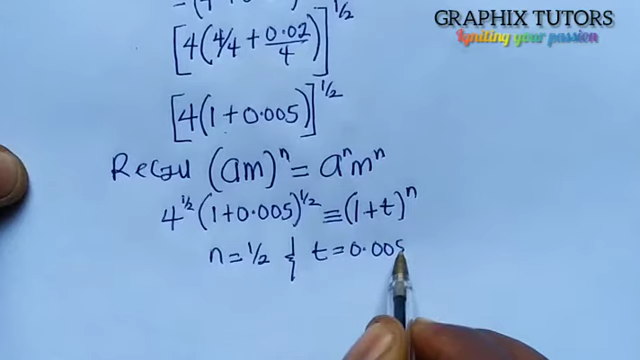 GRAPHIX TUTORS
Igniting your passion
[4(4/4 + 0.02/4)]^1/2
[4(1+0.005)]^1/2
Recall (am)^n = a^n m^n
4^1/2 (1+0.005)^1/2 ≡ (1+t)^n
n = 1/2 { t = 0.005